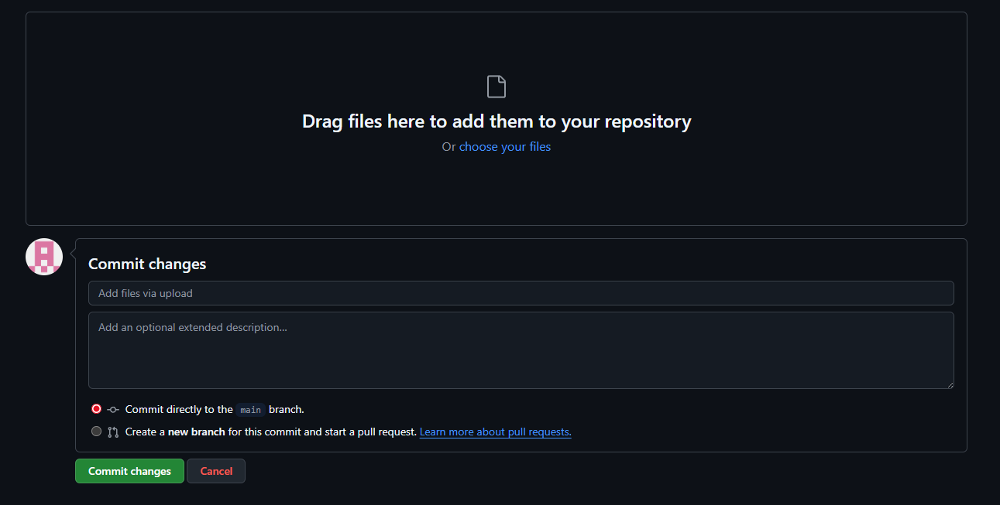 Drag files here to add them to your repository
Or choose your files
Commit changes
Add files via upload
Add an optional extended description...
Commit directly to the main branch.
Create a new branch for this commit and start a pull request. Learn more about pull requests.
Commit changes
Cancel